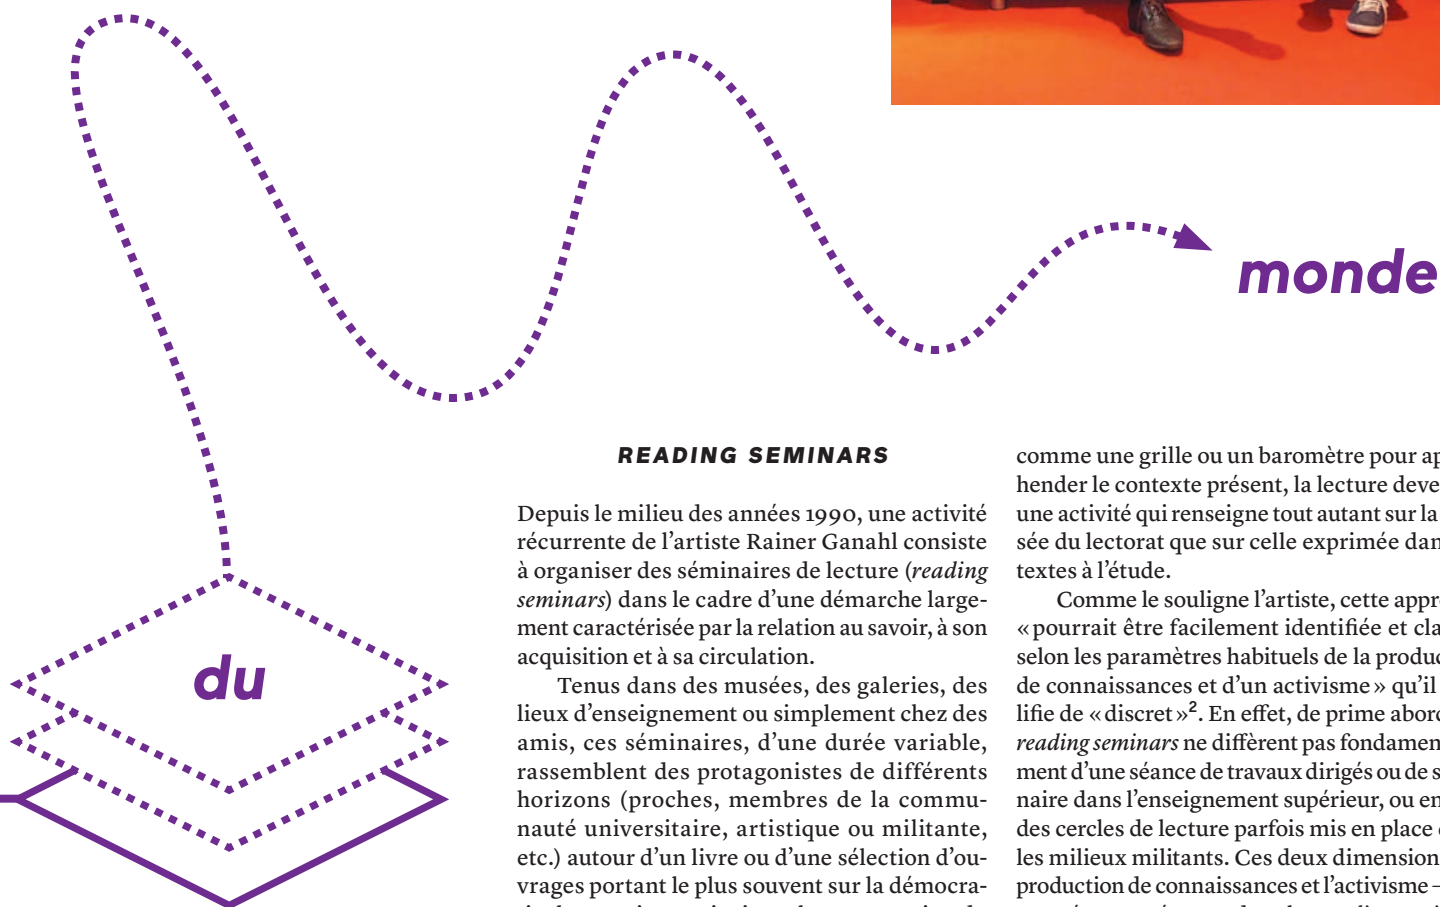 monde
du
READING SEMINARS
Depuis le milieu des années 1990, une activité
récurrente de l’artiste Rainer Ganahl consiste
à organiser des séminaires de lecture (reading
seminars) dans le cadre d’une démarche large-
ment caractérisée par la relation au savoir, à son
acquisition et à sa circulation.
Tenus dans des musées, des galeries, des
lieux d’enseignement ou simplement chez des
amis, ces séminaires, d’une durée variable,
rassemblent des protagonistes de différents
horizons (proches, membres de la commu-
nauté universitaire, artistique ou militante,
etc.) autour d’un livre ou d’une sélection d’ou-
vrages portant le plus souvent sur la démocra-
comme une grille ou un baromètre pour ap
hender le contexte présent, la lecture deve
une activité qui renseigne tout autant sur la
sée du lectorat que sur celle exprimée dan
textes à l’étude.
Comme le souligne l’artiste, cette appr
« pourrait être facilement identifiée et cla
selon les paramètres habituels de la produc
de connaissances et d’un activisme » qu’il
lifie de « discret »². En effet, de prime abord
reading seminars ne diffèrent pas fondamen
ment d’une séance de travaux dirigés ou de s
naire dans l’enseignement supérieur, ou en
des cercles de lecture parfois mis en place
les milieux militants. Ces deux dimension
production de connaissances et l’activisme –